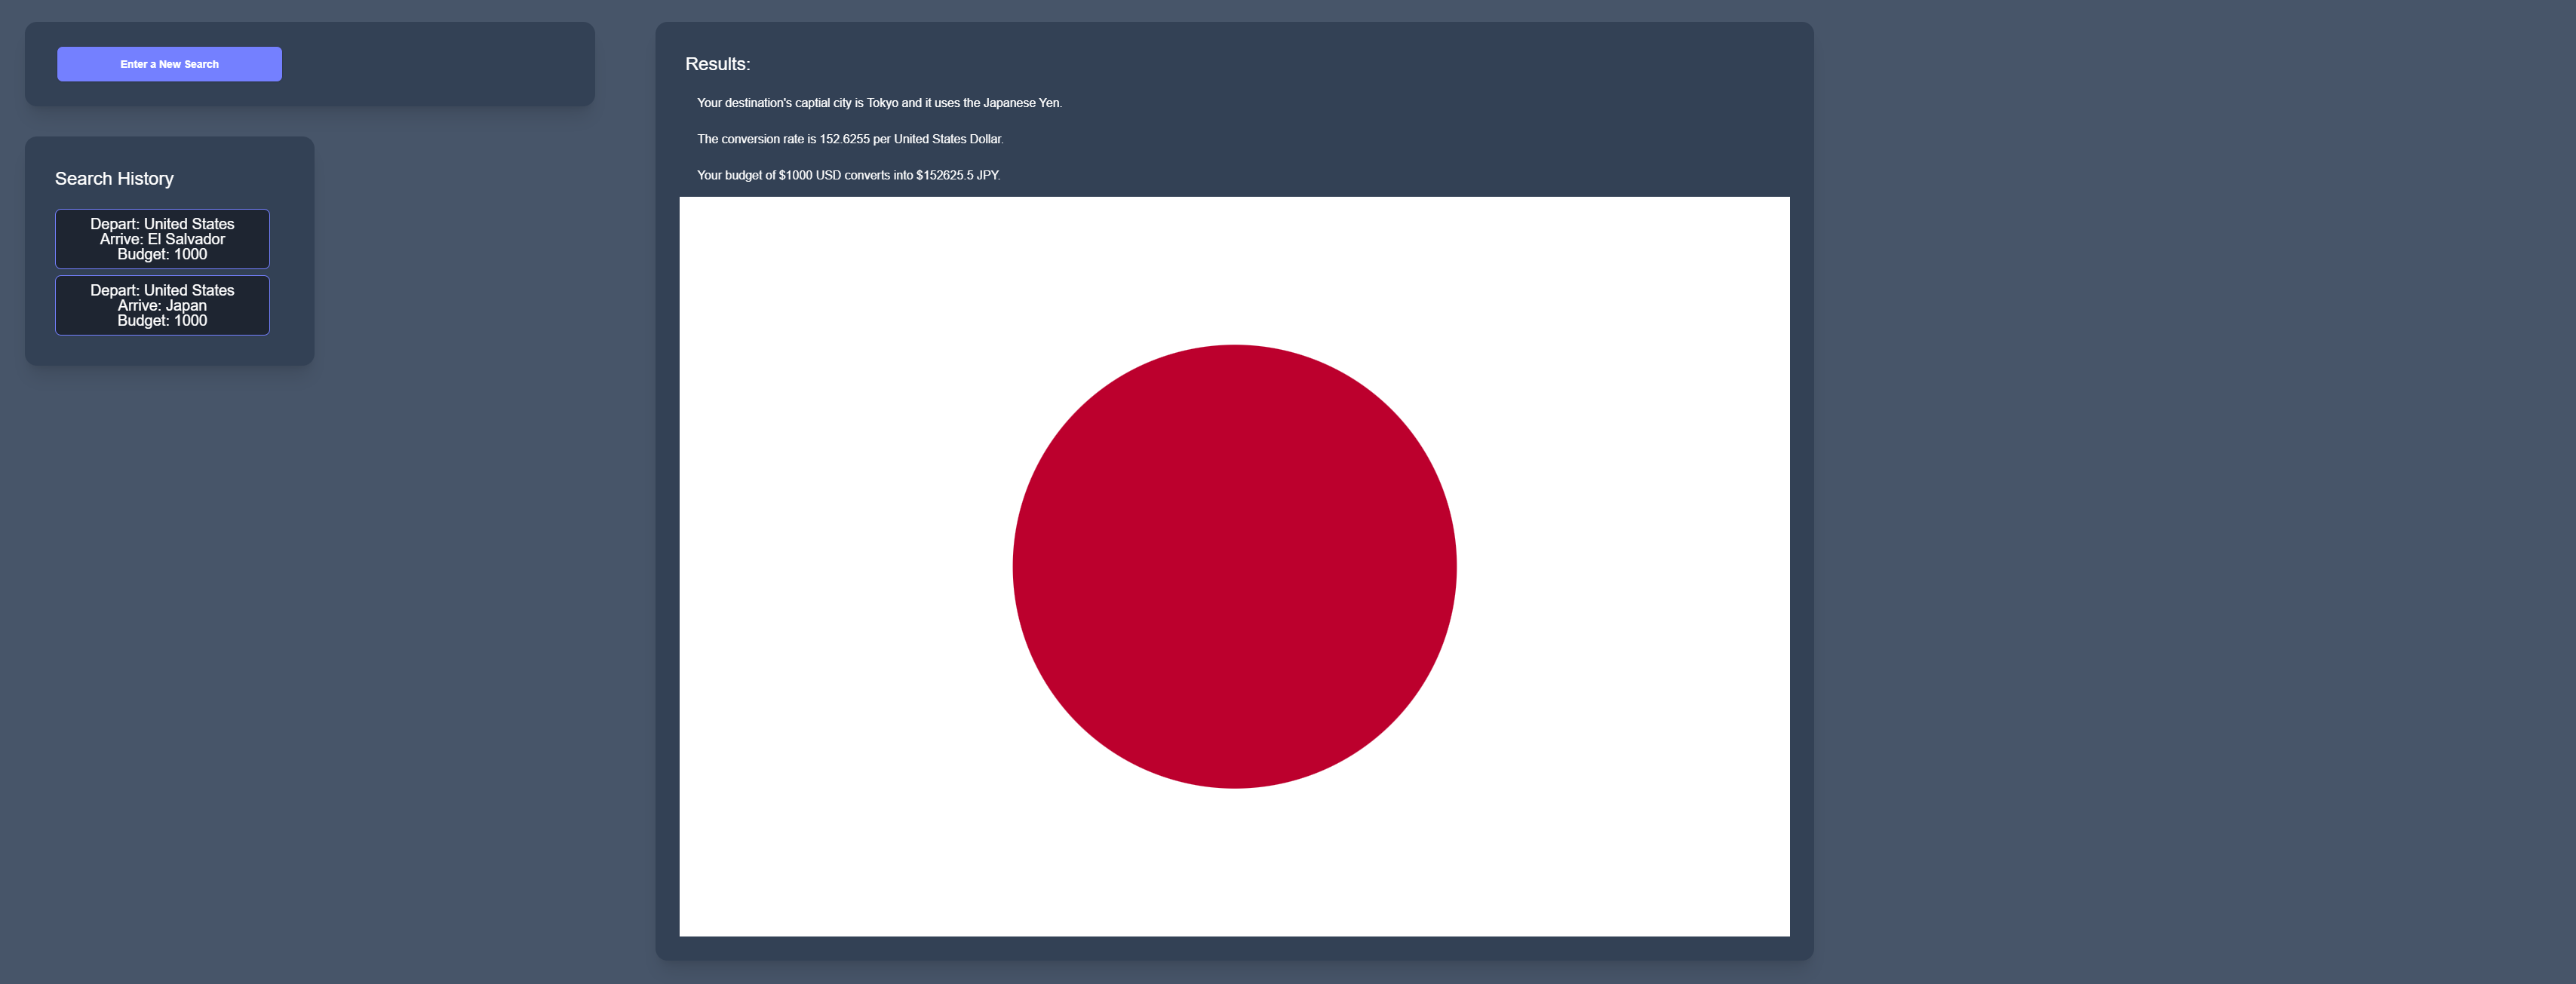 Enter a New Search
Search History
Depart: United States
Arrive: El Salvador
Budget: 1000
Depart: United States
Arrive: Japan
Budget: 1000
Results:
Your destination's captial city is Tokyo and it uses the Japanese Yen.
The conversion rate is 152.6255 per United States Dollar.
Your budget of $1000 USD converts into $152625.5 JPY.